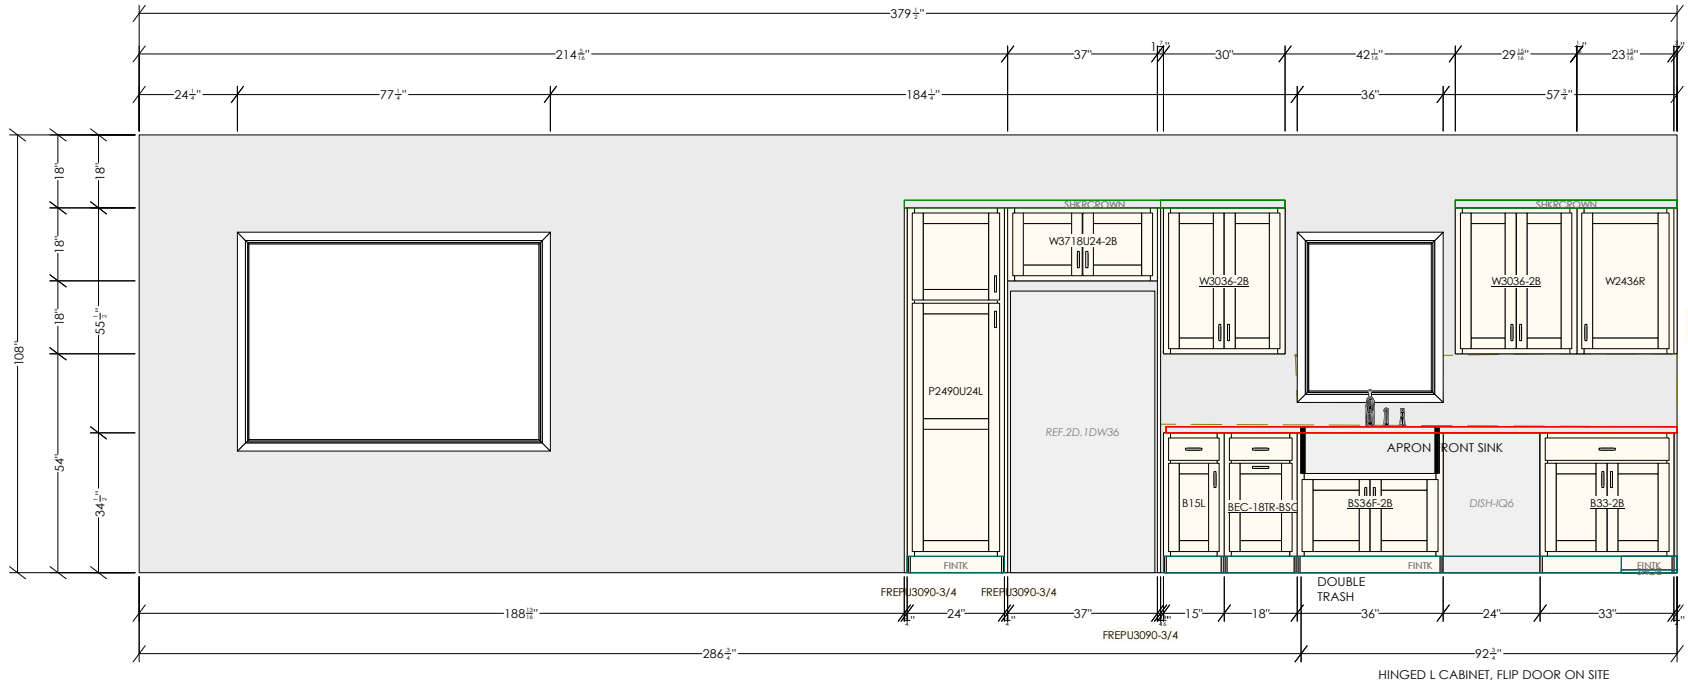 379 1/2"
214 5/16"
37"
30"
42 1/16"
29 15/16"
23 15/16"
24 1/4"
77 1/4"
184 1/4"
36"
57 3/4"
18"
18"
SHKRCROWN
SHKRCROWN
W3718U24-2B
18"
W3036-2B
W3036-2B
W2436R
18"
55 1/2"
108"
P2490U24L
REF.2D.1DW36
APRON FRONT SINK
54"
34 1/2"
B15L
BEC-18TR-BSC
BS36F-2B
DISH-IQ6
B33-2B
FINTK
FINTK
FINTK
DOUBLE
TRASH
FREPU3090-3/4
FREPU3090-3/4
188 13/16"
24"
37"
15"
18"
36"
24"
33"
FREPU3090-3/4
286 3/4"
92 3/4"
HINGED L CABINET, FLIP DOOR ON SITE